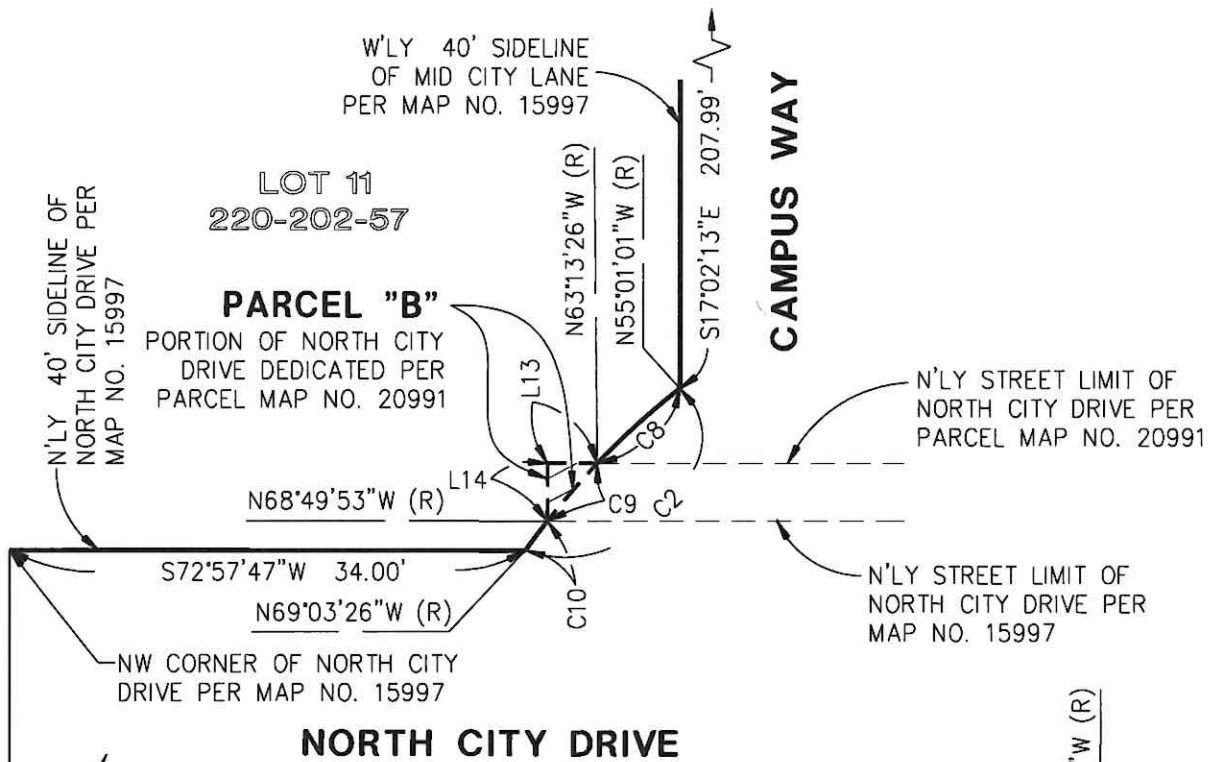 W'LY 40' SIDELINE
OF MID CITY LANE
PER MAP NO. 15997
CAMPUS WAY
S17°02'13"E 207.99'
N55°01'01"W (R)
N63°13'26"W (R)
LOT 11
220-202-57
N'LY 40' SIDELINE OF
NORTH CITY DRIVE PER
MAP NO. 15997
PARCEL "B"
PORTION OF NORTH CITY
DRIVE DEDICATED PER
PARCEL MAP NO. 20991
L13
C8
N'LY STREET LIMIT OF
NORTH CITY DRIVE PER
PARCEL MAP NO. 20991
L14
C9
C2
N68°49'53"W (R)
S72°57'47"W 34.00'
N69°03'26"W (R)
C10
N'LY STREET LIMIT OF
NORTH CITY DRIVE PER
MAP NO. 15997
NW CORNER OF NORTH CITY
DRIVE PER MAP NO. 15997
NORTH CITY DRIVE
"W (R)